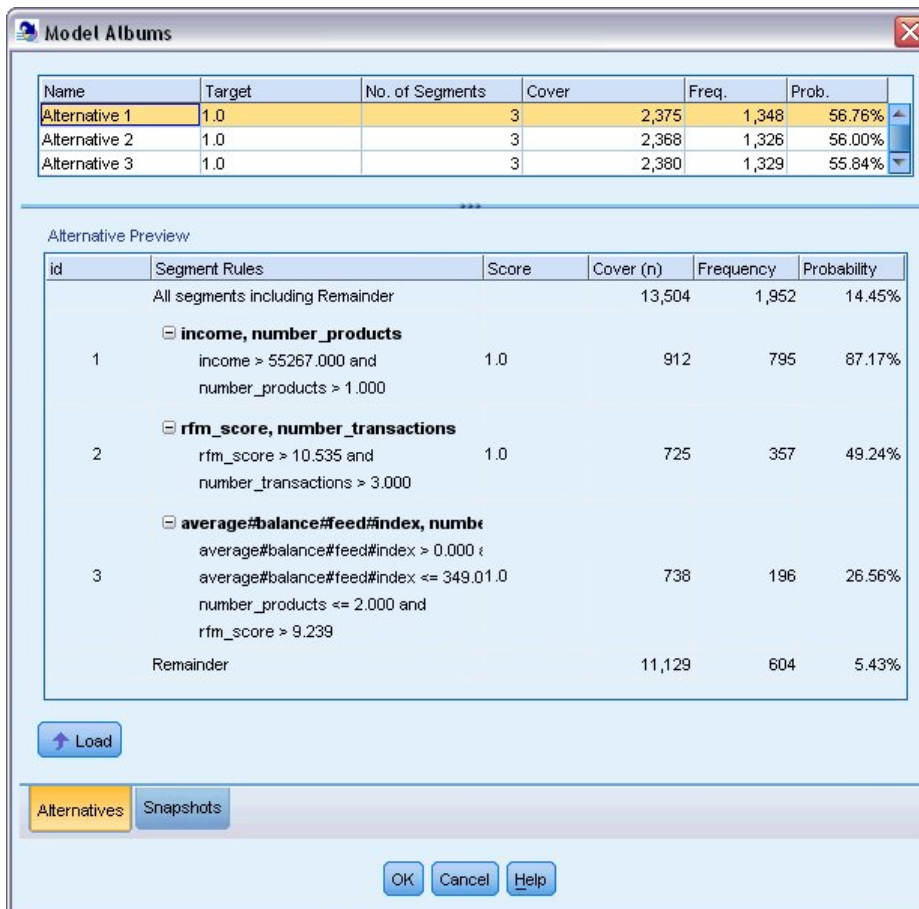 Model Albums
Name Target No. of Segments Cover Freq. Prob.
Alternative 1 1.0 3 2,375 1,348 56.76%
Alternative 2 1.0 3 2,368 1,326 56.00%
Alternative 3 1.0 3 2,380 1,329 55.84%
Alternative Preview
id Segment Rules Score Cover (n) Frequency Probability
All segments including Remainder 13,504 1,952 14.45%
income, number_products
1 income > 55267.000 and 1.0 912 795 87.17%
number_products > 1.000
rfm_score, number_transactions
2 rfm_score > 10.535 and 1.0 725 357 49.24%
number_transactions > 3.000
average#balance#feed#index, numbe
average#balance#feed#index > 0.000
3 average#balance#feed#index <= 349.0 1.0 738 196 26.56%
number_products <= 2.000 and
rfm_score > 9.239
Remainder 11,129 604 5.43%
Load
Alternatives Snapshots
OK Cancel Help